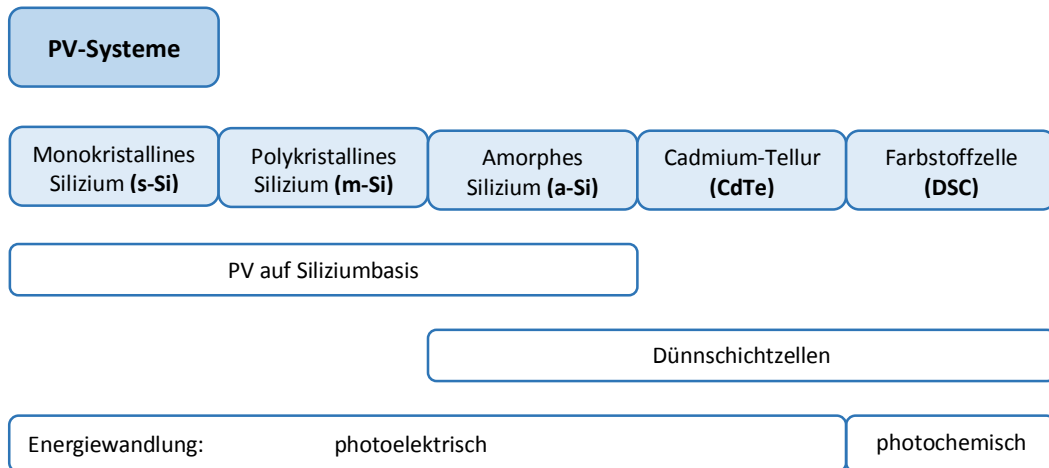 PV-Systeme
Monokristallines
Silizium (s-Si)
Polykristallines
Silizium (m-Si)
Amorphes
Silizium (a-Si)
Cadmium-Tellur
(CdTe)
Farbstoffzelle
(DSC)
PV auf Siliziumbasis
Dünnschichtzellen
Energiewandlung: photoelektrisch
photochemisch